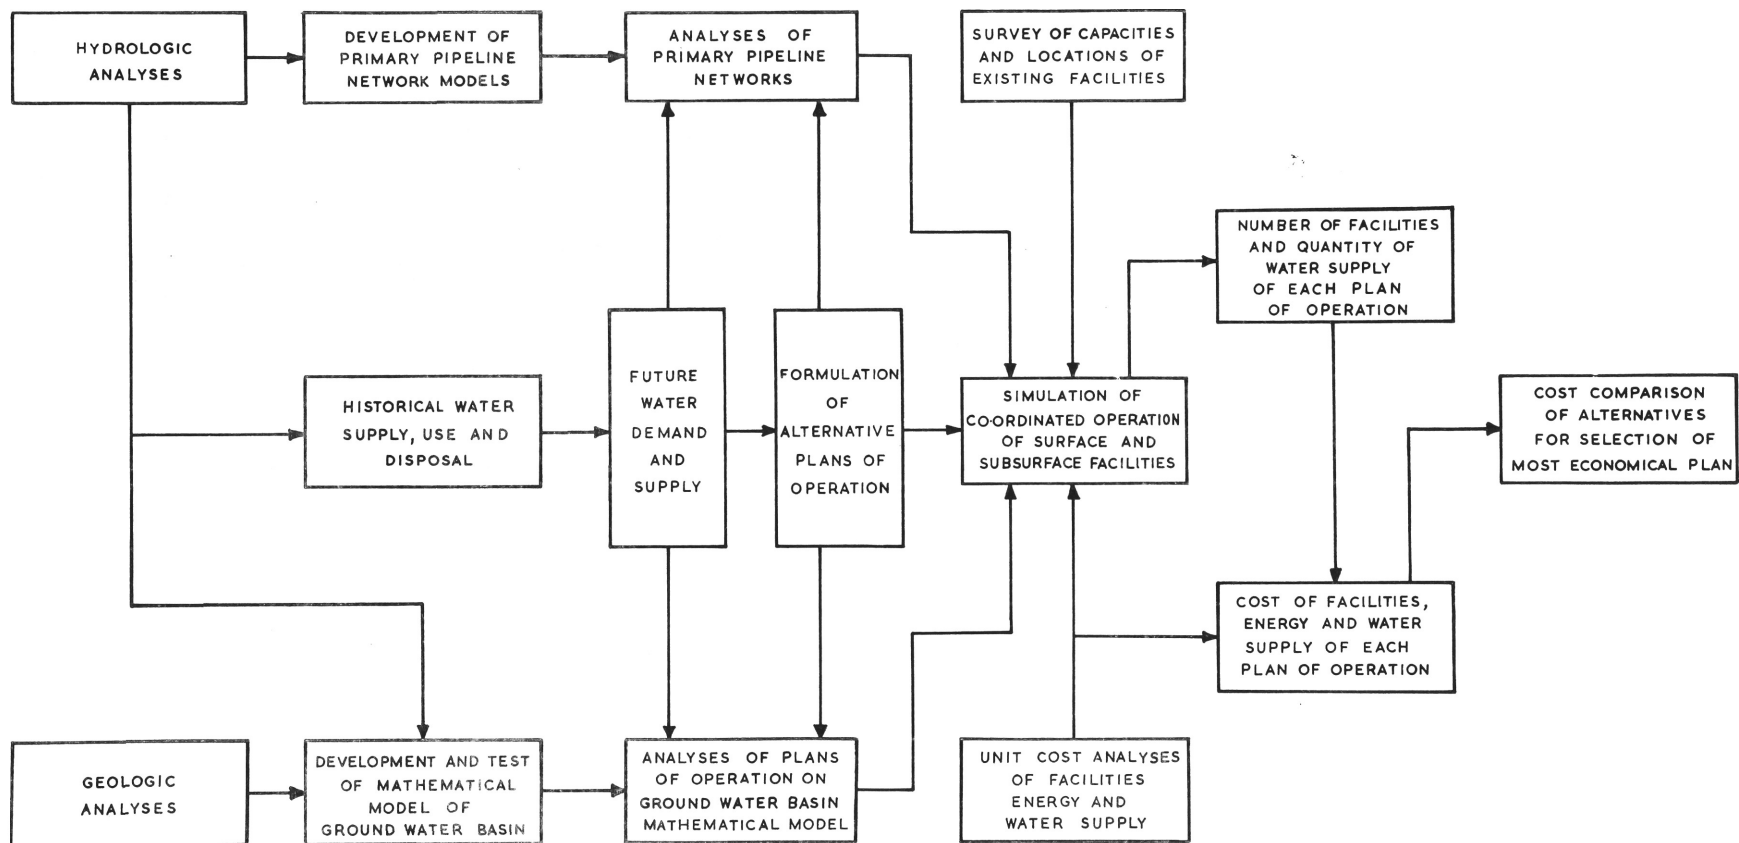 HYDROLOGIC
ANALYSES
DEVELOPMENT OF
PRIMARY PIPELINE
NETWORK MODELS
ANALYSES OF
PRIMARY PIPELINE
NETWORKS
SURVEY OF CAPACITIES
AND LOCATIONS OF
EXISTING FACILITIES
NUMBER OF FACILITIES
AND QUANTITY OF
WATER SUPPLY
OF EACH PLAN
OF OPERATION
HISTORICAL WATER
SUPPLY, USE AND
DISPOSAL
FUTURE
WATER
DEMAND
AND
SUPPLY
FORMULATION
OF
ALTERNATIVE
PLANS OF
OPERATION
SIMULATION OF
CO-ORDINATED OPERATION
OF SURFACE AND
SUBSURFACE FACILITIES
COST COMPARISON
OF ALTERNATIVES
FOR SELECTION OF
MOST ECONOMICAL PLAN
COST OF FACILITIES,
ENERGY AND WATER
SUPPLY OF EACH
PLAN OF OPERATION
GEOLOGIC
ANALYSES
DEVELOPMENT AND TEST
OF MATHEMATICAL
MODEL OF
GROUND WATER BASIN
ANALYSES OF PLANS
OF OPERATION ON
GROUND WATER BASIN
MATHEMATICAL MODEL
UNIT COST ANALYSES
OF FACILITIES
ENERGY AND
WATER SUPPLY